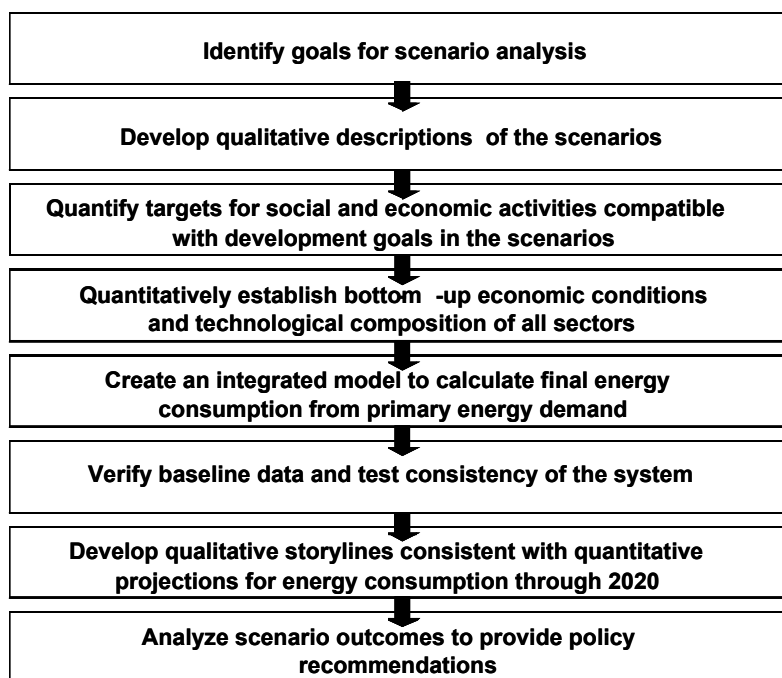 Identify goals for scenario analysis
Develop qualitative descriptions of the scenarios
Quantify targets for social and economic activities compatible
with development goals in the scenarios
Quantitatively establish bottom -up economic conditions
and technological composition of all sectors
Create an integrated model to calculate final energy
consumption from primary energy demand
Verify baseline data and test consistency of the system
Develop qualitative storylines consistent with quantitative
projections for energy consumption through 2020
Analyze scenario outcomes to provide policy
recommendations